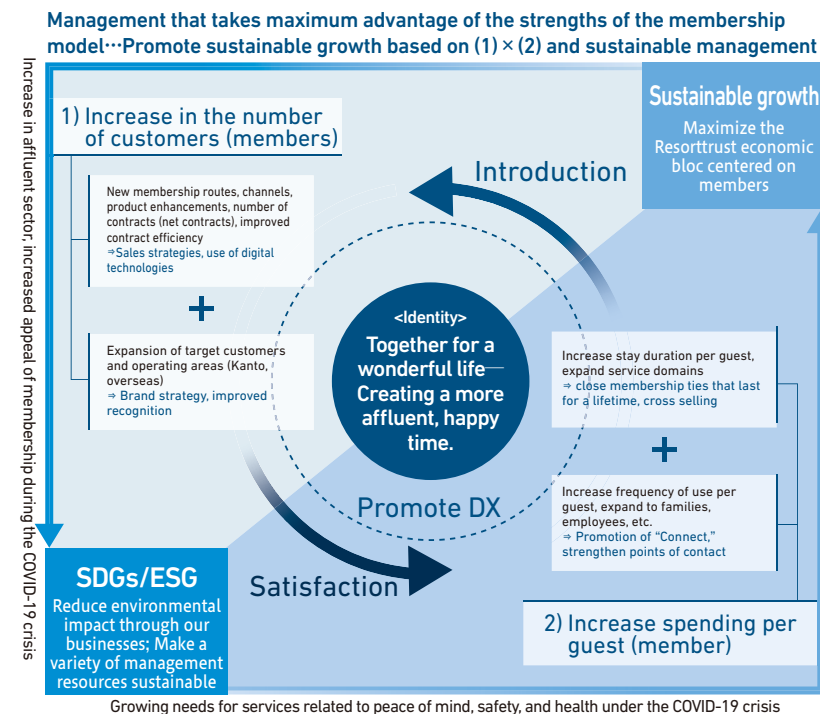 Management that takes maximum advantage of the strengths of the membership
model···Promote sustainable growth based on (1) × (2) and sustainable management
Increase in affluent sector, increased appeal of membership during the COVID-19 crisis
1) Increase in the number
of customers (members)
New membership routes, channels,
product enhancements, number of
contracts (net contracts), improved
contract efficiency
⇒Sales strategies, use of digital
technologies
+
Expansion of target customers
and operating areas (Kanto,
overseas)
⇒ Brand strategy, improved
recognition
Sustainable growth
Maximize the
Resorttrust economic
bloc centered on
members
Introduction
<Identity>
Together for a
wonderful life—
Creating a more
affluent, happy
time.
Promote DX
Satisfaction
Increase stay duration per guest,
expand service domains
⇒ close membership ties that last
for a lifetime, cross selling
+
Increase frequency of use per
guest, expand to families,
employees, etc.
⇒ Promotion of “Connect,”
strengthen points of contact
2) Increase spending per
guest (member)
SDGs/ESG
Reduce environmental
impact through our
businesses; Make a
variety of management
resources sustainable
Growing needs for services related to peace of mind, safety, and health under the COVID-19 crisis